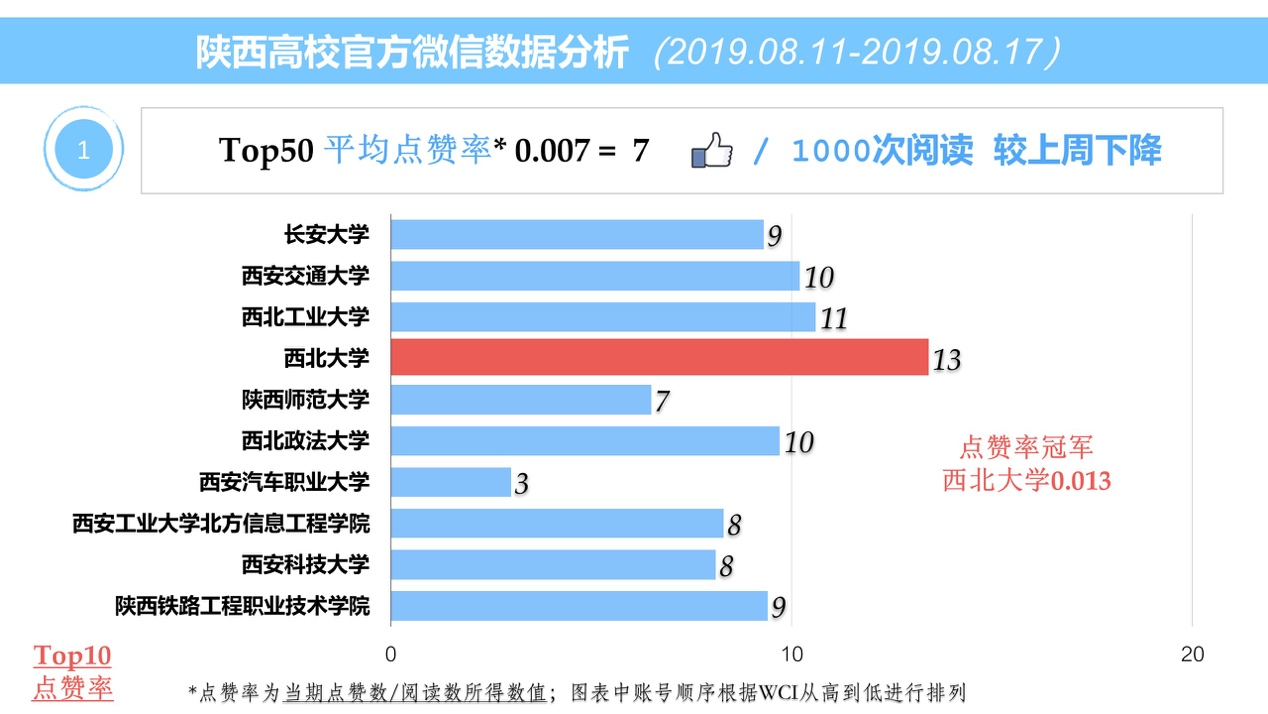 陕西高校官方微信数据分析（2019.08.11-2019.08.17）
1
Top50 平均点赞率* 0.007 = 7 / 1000次阅读 较上周下降
长安大学 9
西安交通大学 10
西北工业大学 11
西北大学 13
陕西师范大学 7
西北政法大学 10
西安汽车职业大学 3
西安工业大学北方信息工程学院 8
西安科技大学 8
陕西铁路工程职业技术学院 9
点赞率冠军
西北大学0.013
0 10 20
Top10
点赞率
*点赞率为当期点赞数/阅读数所得数值；图表中账号顺序根据WCI从高到低进行排列